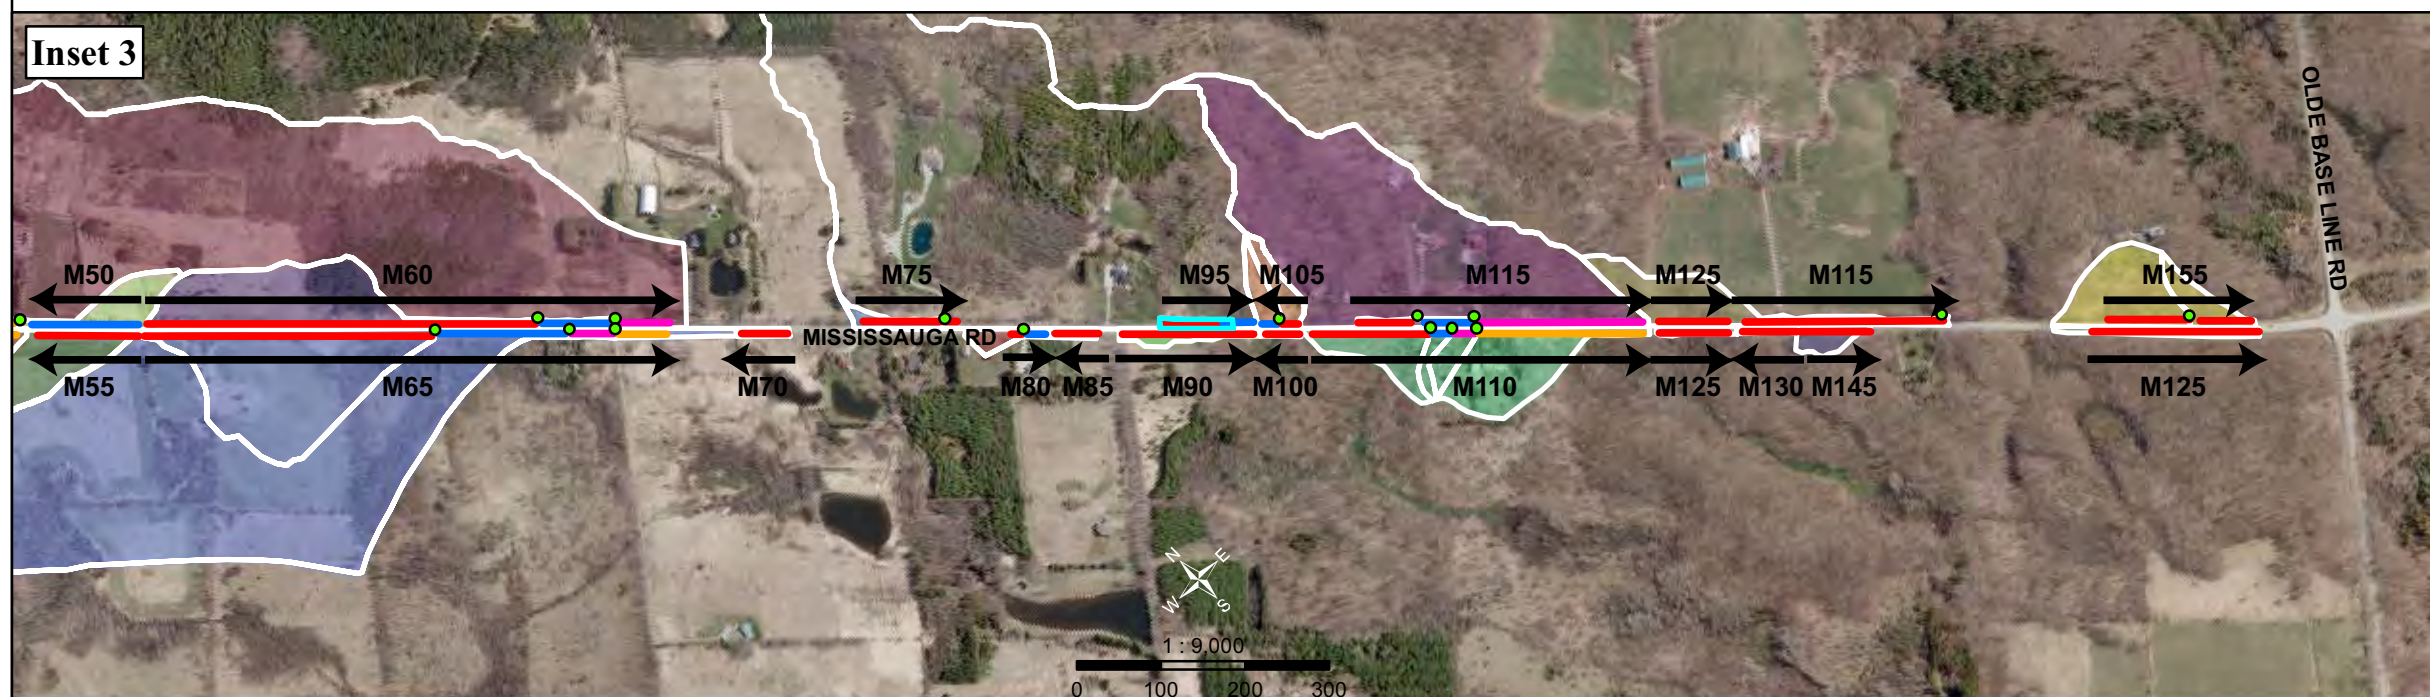 Inset 3
OLDE BASE LINE RD
M50 M60 M75 M95 M105 M115 M125 M115 M155
MISSISSAUGA RD
M55 M65 M70 M80 M85 M90 M100 M110 M125 M130 M145 M125
N E
W S
1 : 9,000
0 100 200 300